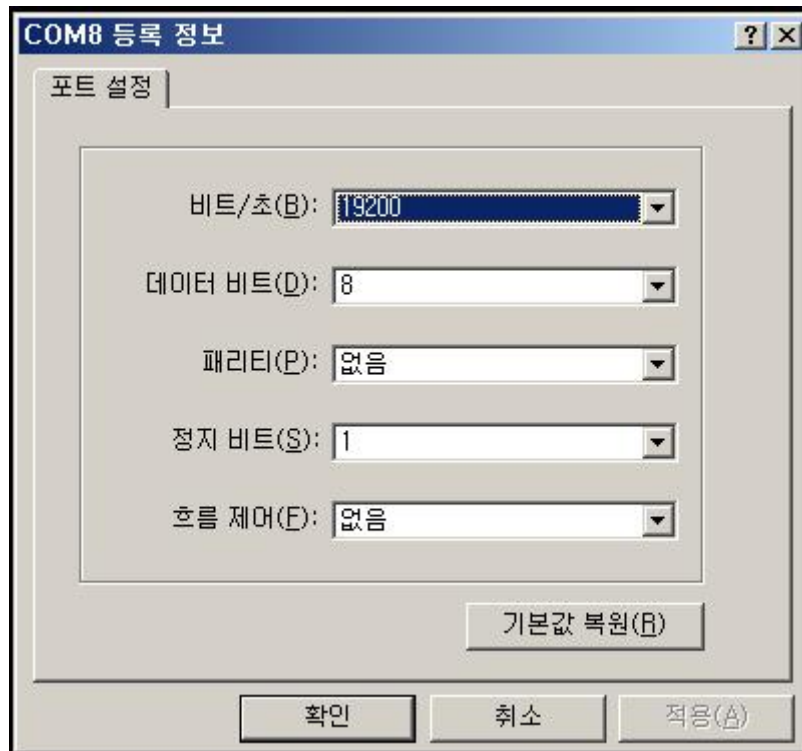 COM8 등록 정보
포트 설정
비트/초(B): 19200
데이터 비트(D): 8
패리티(P): 없음
정지 비트(S): 1
흐름 제어(F): 없음
기본값 복원(R)
확인 취소 적용(A)